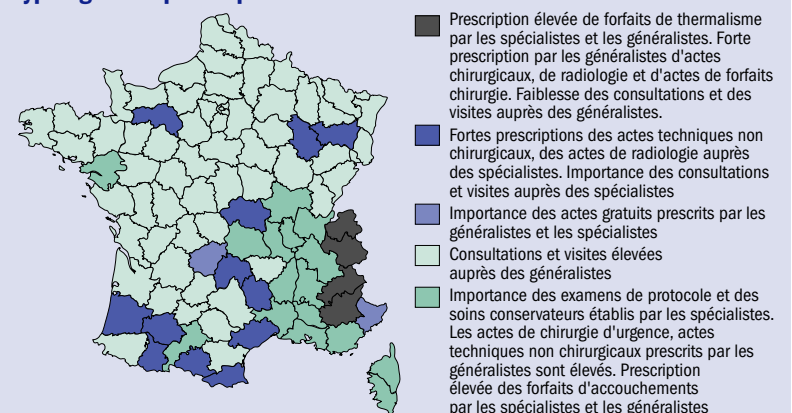 Prescription élevée de forfaits de thermalisme
par les spécialistes et les généralistes. Forte
prescription par les généralistes d'actes
chirurgicaux, de radiologie et d'actes de forfaits
chirurgie. Faiblesse des consultations et des
visites auprès des généralistes.
Fortes prescriptions des actes techniques non
chirurgicaux, des actes de radiologie auprès
des spécialistes. Importance des consultations
et visites auprès des spécialistes
Importance des actes gratuits prescrits par les
généralistes et les spécialistes
Consultations et visites élevées
auprès des généralistes
Importance des examens de protocole et des
soins conservateurs établis par les spécialistes.
Les actes de chirurgie d'urgence, actes
techniques non chirurgicaux prescrits par les
généralistes sont élevés. Prescription
élevée des forfaits d'accouchements
par les spécialistes et les généralistes